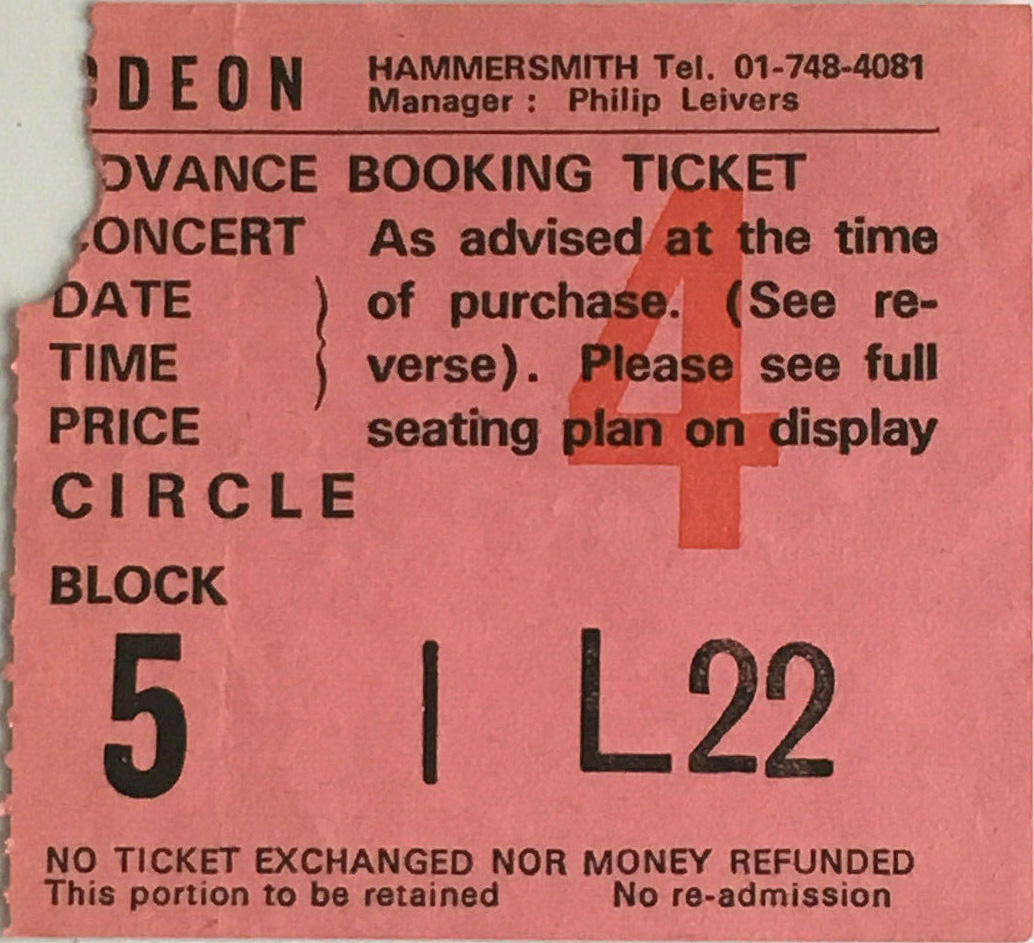 ODEON HAMMERSMITH Tel. 01-748-4081
Manager : Philip Leivers
DVANCE BOOKING TICKET
CONCERT As advised at the time
DATE } of purchase. (See re-
TIME verse). Please see full
PRICE seating plan on display
4
CIRCLE
BLOCK
5 | L22
NO TICKET EXCHANGED NOR MONEY REFUNDED
This portion to be retained No re-admission